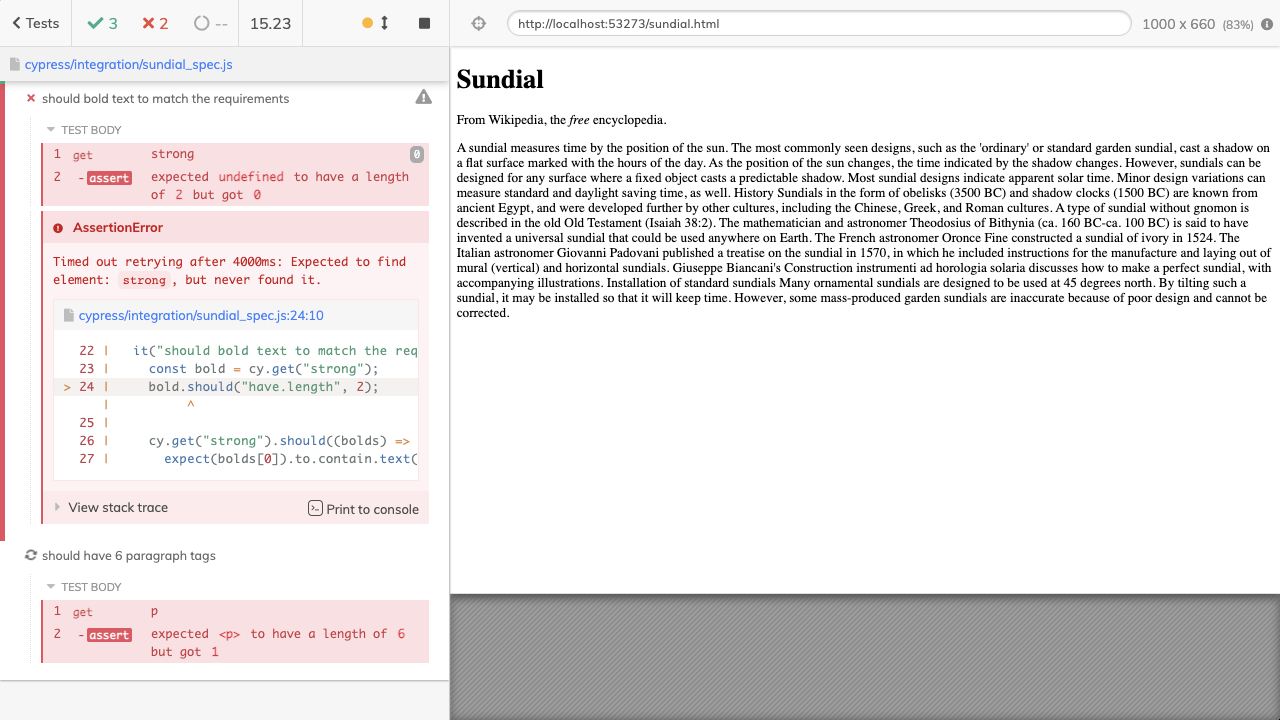 Tests
3
2
--
15.23
http://localhost:53273/sundial.html
1000 x 660 (83%)
cypress/integration/sundial_spec.js
should bold text to match the requirements
TEST BODY
1 get strong 0
2 -assert expected undefined to have a length
of 2 but got 0
AssertionError
Timed out retrying after 4000ms: Expected to find
element: strong, but never found it.
cypress/integration/sundial_spec.js:24:10
22 | it("should bold text to match the req
23 | const bold = cy.get("strong");
> 24 | bold.should("have.length", 2);
| ^
25 |
26 | cy.get("strong").should((bolds) =>
27 | expect(bolds[0]).to.contain.text(
View stack trace
Print to console
should have 6 paragraph tags
TEST BODY
1 get p
2 -assert expected <p> to have a length of 6
but got 1
Sundial
From Wikipedia, the free encyclopedia.
A sundial measures time by the position of the sun. The most commonly seen designs, such as the 'ordinary' or standard garden sundial, cast a shadow on
a flat surface marked with the hours of the day. As the position of the sun changes, the time indicated by the shadow changes. However, sundials can be
designed for any surface where a fixed object casts a predictable shadow. Most sundial designs indicate apparent solar time. Minor design variations can
measure standard and daylight saving time, as well. History Sundials in the form of obelisks (3500 BC) and shadow clocks (1500 BC) are known from
ancient Egypt, and were developed further by other cultures, including the Chinese, Greek, and Roman cultures. A type of sundial without gnomon is
described in the old Old Testament (Isaiah 38:2). The mathematician and astronomer Theodosius of Bithynia (ca. 160 BC-ca. 100 BC) is said to have
invented a universal sundial that could be used anywhere on Earth. The French astronomer Oronce Fine constructed a sundial of ivory in 1524. The
Italian astronomer Giovanni Padovani published a treatise on the sundial in 1570, in which he included instructions for the manufacture and laying out of
mural (vertical) and horizontal sundials. Giuseppe Biancani's Constructio instrumenti ad horologia solaria discusses how to make a perfect sundial, with
accompanying illustrations. Installation of standard sundials Many ornamental sundials are designed to be used at 45 degrees north. By tilting such a
sundial, it may be installed so that it will keep time. However, some mass-produced garden sundials are inaccurate because of poor design and cannot be
corrected.